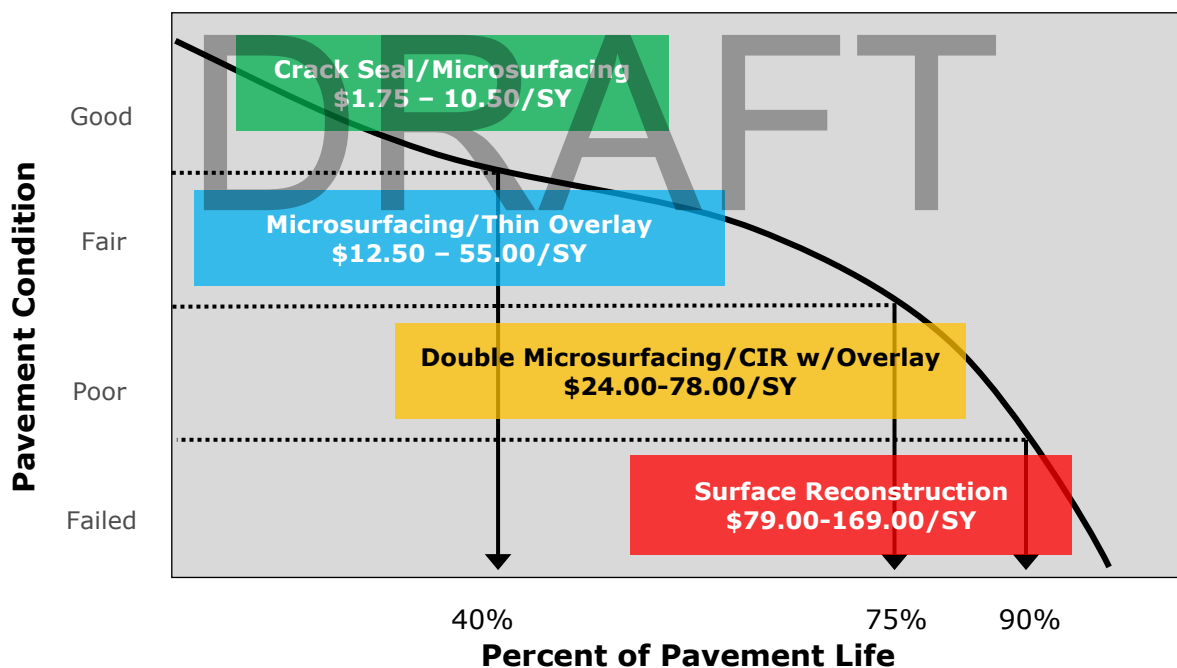 DRAFT
Crack Seal/Microsurfacing
$1.75 – 10.50/SY
Good
Microsurfacing/Thin Overlay
$12.50 – 55.00/SY
Fair
Pavement Condition
Double Microsurfacing/CIR w/Overlay
$24.00-78.00/SY
Poor
Surface Reconstruction
$79.00-169.00/SY
Failed
40% 75% 90%
Percent of Pavement Life